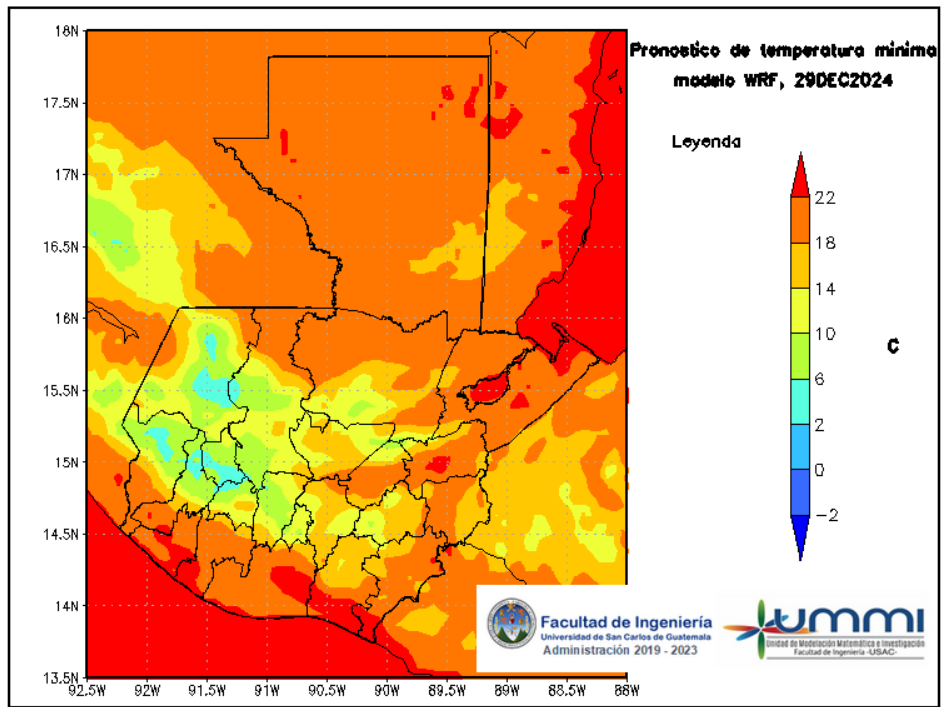 Pronostico de temperatura minima
modelo WRF, 29DEC2024
Leyenda
22
18
14
10
6
2
0
−2
C
18N
17.5N
17N
16.5N
16N
15.5N
15N
14.5N
14N
13.5N
92.5W 92W 91.5W 91W 90.5W 90W 89.5W 89W 88.5W 88W
Facultad de Ingeniería
Universidad de San Carlos de Guatemala
Administración 2019 - 2023
UMMI
Unidad de Modelación Matemática e Investigación
Facultad de Ingeniería -USAC-